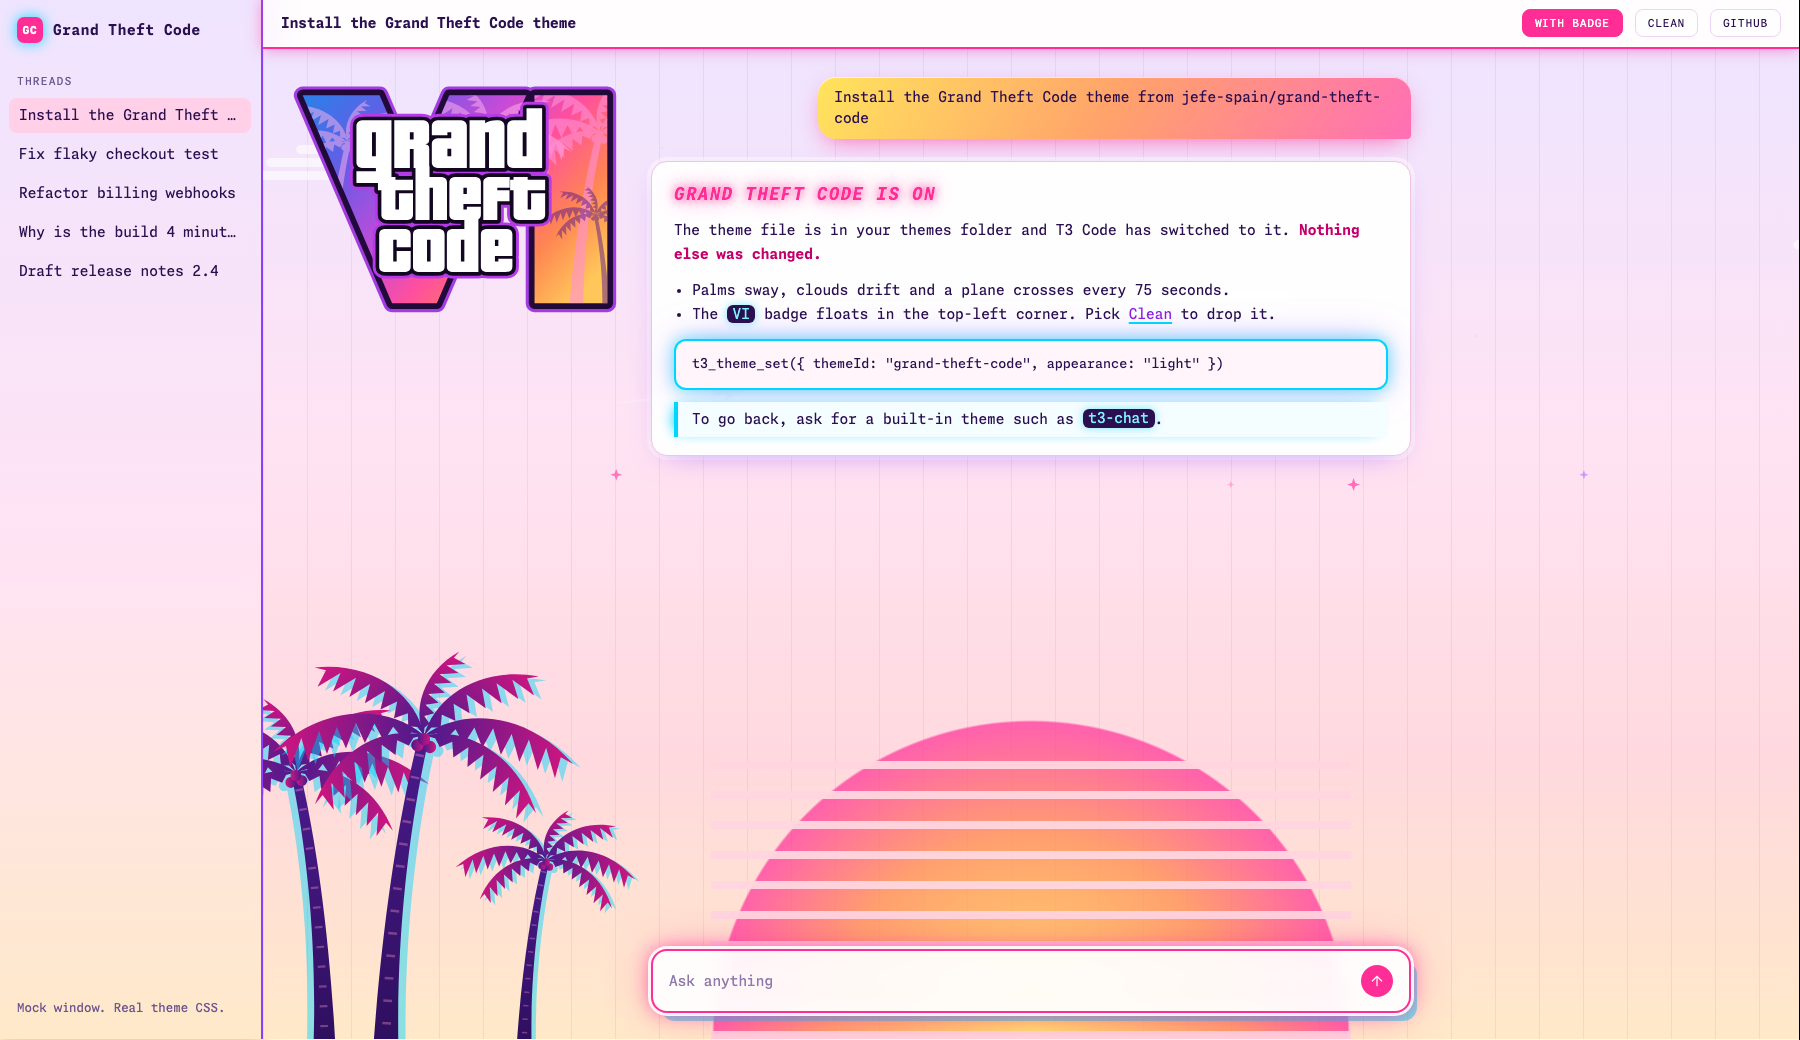 GC Grand Theft Code
THREADS
Install the Grand Theft …
Fix flaky checkout test
Refactor billing webhooks
Why is the build 4 minut…
Draft release notes 2.4
Mock window. Real theme CSS.
Install the Grand Theft Code theme
WITH BADGE
CLEAN
GITHUB
grand
theft
code
Install the Grand Theft Code theme from jefe-spain/grand-theft-
code
GRAND THEFT CODE IS ON
The theme file is in your themes folder and T3 Code has switched to it. Nothing
else was changed.
• Palms sway, clouds drift and a plane crosses every 75 seconds.
• The VI badge floats in the top-left corner. Pick Clean to drop it.
t3_theme_set({ themeId: "grand-theft-code", appearance: "light" })
To go back, ask for a built-in theme such as t3-chat.
Ask anything